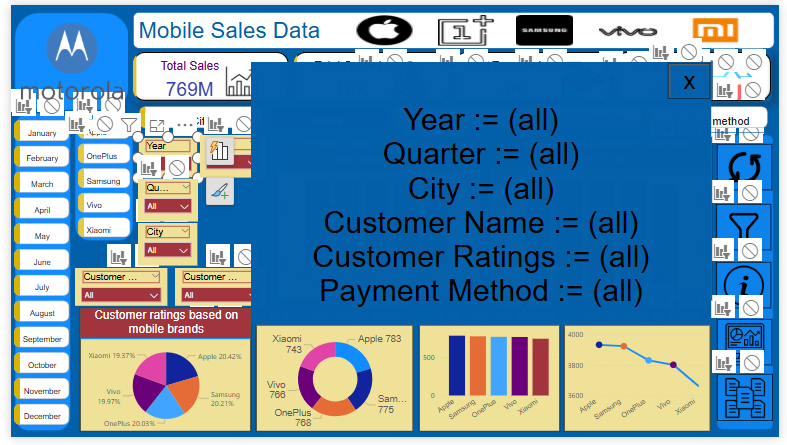 Mobile Sales Data
SAMSUNG
vivo
motorola
Total Sales
769M
X
January
February
March
April
May
June
July
August
September
October
November
December
OnePlus
Samsung
Vivo
Xiaomi
Year
Qu...
All
City
All
Customer ...
All
Customer ...
All
method
Year := (all)
Quarter := (all)
City := (all)
Customer Name := (all)
Customer Ratings := (all)
Payment Method := (all)
Customer ratings based on
mobile brands
Xiaomi 19.37%
Apple 20.42%
Vivo
19.97%
Samsung
20.21%
OnePlus 20.03%
Xiaomi
743
Apple 783
Vivo
766
Sam...
775
OnePlus
768
500
0
Apple
Samsung
OnePlus
Vivo
Xiaomi
4000
3800
3600
Apple
Samsung
OnePlus
Vivo
Xiaomi